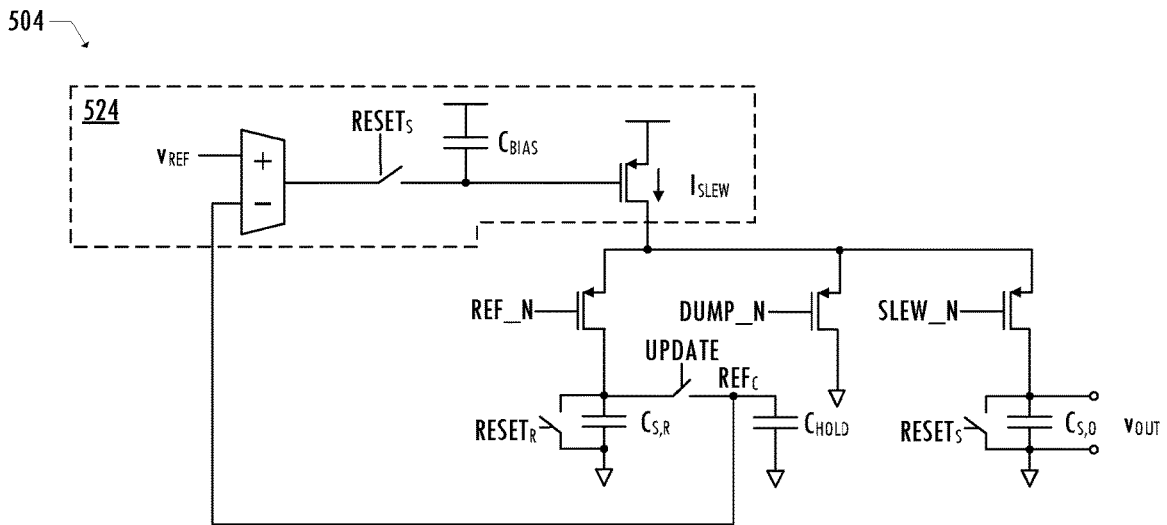 504
524
RESETS
CBIAS
vREF
+
−
ISLEW
REF_N
DUMP_N
SLEW_N
UPDATE
REFC
RESETR
CS,R
CHOLD
RESETS
CS,O
vOUT